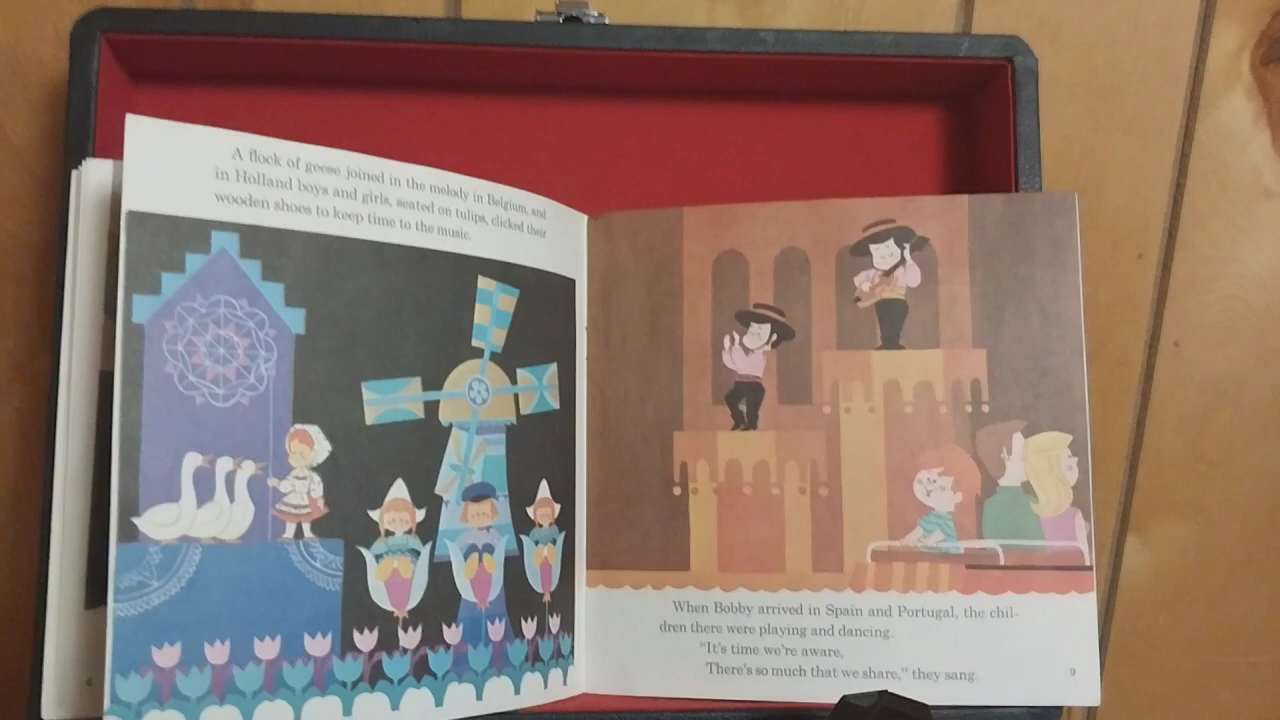 A flock of geese joined in the melody in Belgium, and
in Holland boys and girls, seated on tulips, clicked their
wooden shoes to keep time to the music.
When Bobby arrived in Spain and Portugal, the chil-
dren there were playing and dancing.
"It's time we're aware,
There's so much that we share," they sang.
9